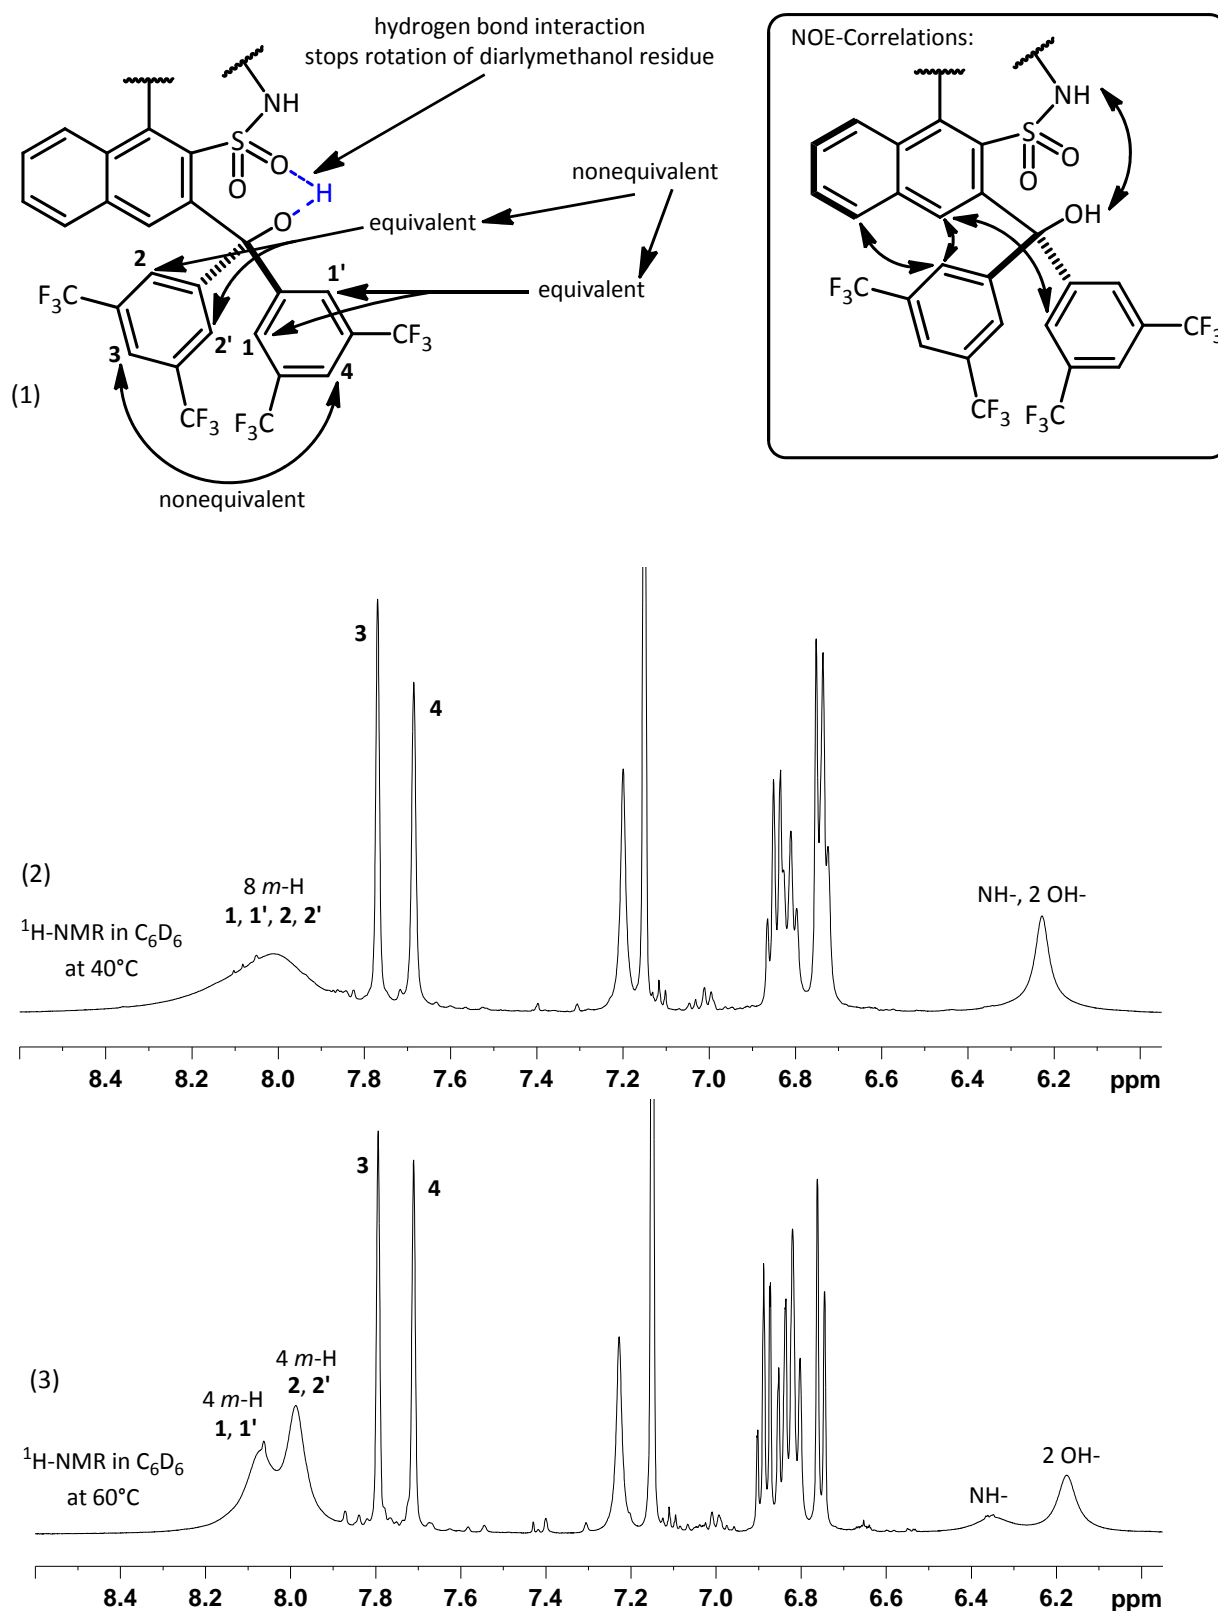 hydrogen bond interaction
stops rotation of diarlymethanol residue
NH
S
O
O
H
O
nonequivalent
equivalent
equivalent
2
1'
F3C
CF3
3
2'
1
4
CF3
F3C
(1)
nonequivalent
NOE-Correlations:
NH
S
O
O
OH
F3C
CF3
CF3
F3C
3
4
(2)
8 m-H
1, 1', 2, 2'
1H-NMR in C6D6
at 40°C
NH-, 2 OH-
8.4 8.2 8.0 7.8 7.6 7.4 7.2 7.0 6.8 6.6 6.4 6.2 ppm
3
4
(3)
4 m-H
2, 2'
4 m-H
1, 1'
1H-NMR in C6D6
at 60°C
NH-
2 OH-
8.4 8.2 8.0 7.8 7.6 7.4 7.2 7.0 6.8 6.6 6.4 6.2 ppm